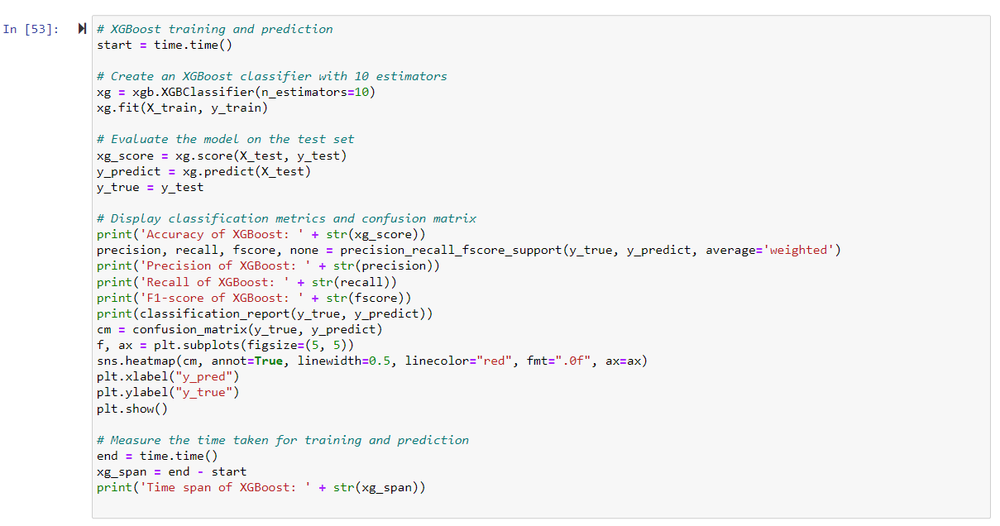 In [53]:
# XGBoost training and prediction
start = time.time()
# Create an XGBoost classifier with 10 estimators
xg = xgb.XGBClassifier(n_estimators=10)
xg.fit(X_train, y_train)
# Evaluate the model on the test set
xg_score = xg.score(X_test, y_test)
y_predict = xg.predict(X_test)
y_true = y_test
# Display classification metrics and confusion matrix
print('Accuracy of XGBoost: ' + str(xg_score))
precision, recall, fscore, none = precision_recall_fscore_support(y_true, y_predict, average='weighted')
print('Precision of XGBoost: ' + str(precision))
print('Recall of XGBoost: ' + str(recall))
print('F1-score of XGBoost: ' + str(fscore))
print(classification_report(y_true, y_predict))
cm = confusion_matrix(y_true, y_predict)
f, ax = plt.subplots(figsize=(5, 5))
sns.heatmap(cm, annot=True, linewidth=0.5, linecolor="red", fmt=".0f", ax=ax)
plt.xlabel("y_pred")
plt.ylabel("y_true")
plt.show()
# Measure the time taken for training and prediction
end = time.time()
xg_span = end - start
print('Time span of XGBoost: ' + str(xg_span))